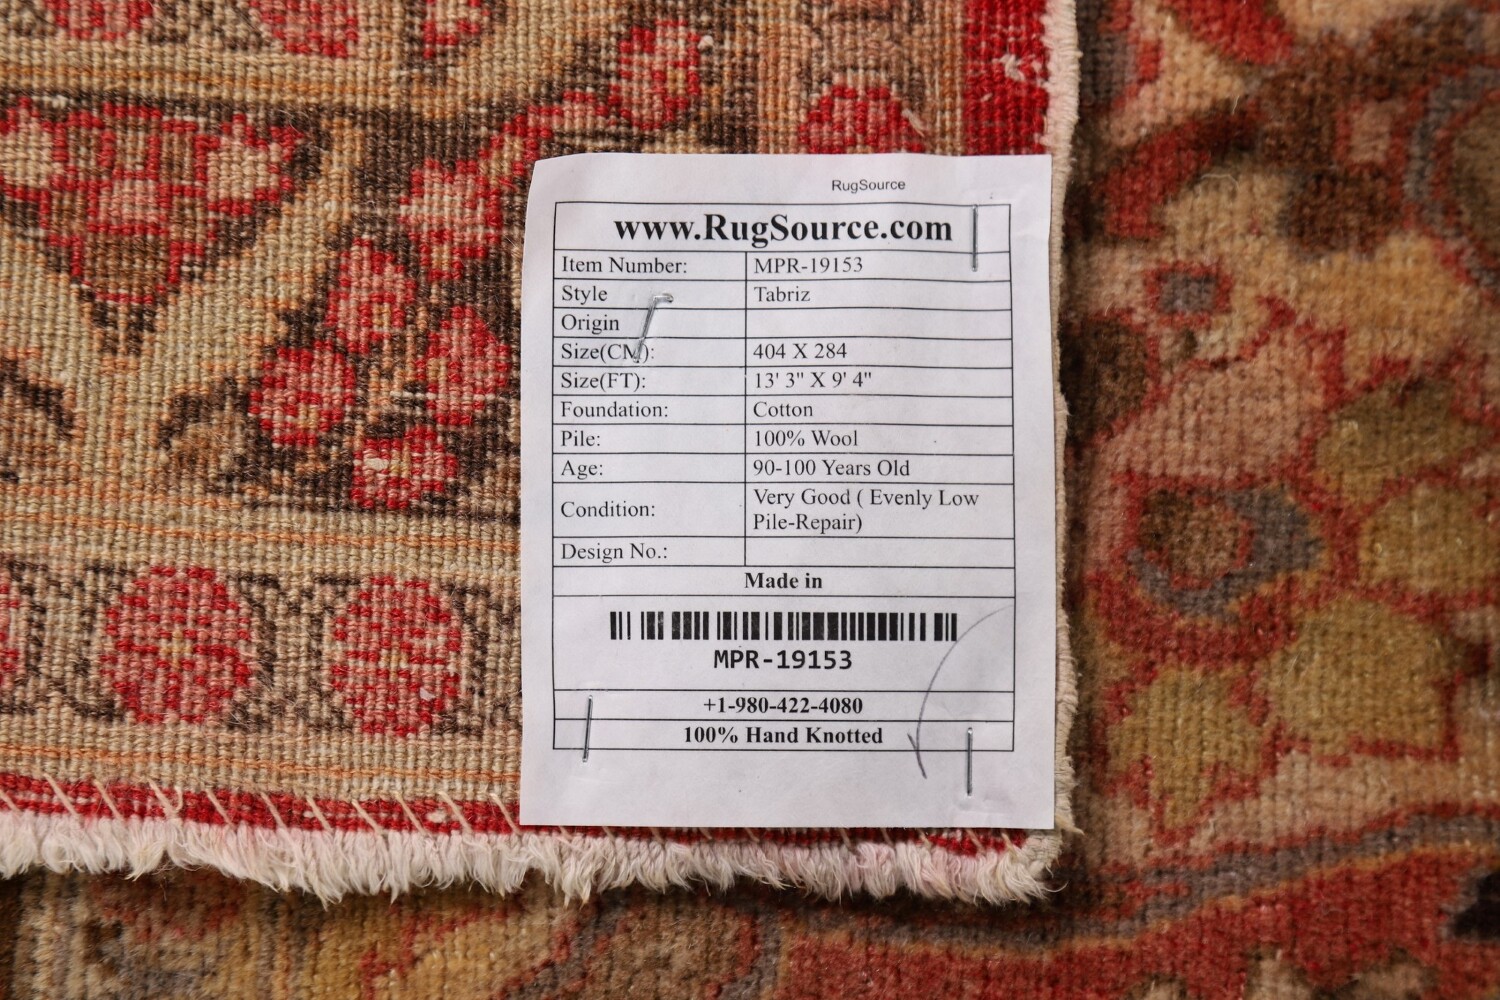 RugSource
www.RugSource.com
Item Number: MPR-19153
Style Tabriz
Origin
Size(CM): 404 X 284
Size(FT): 13' 3" X 9' 4"
Foundation: Cotton
Pile: 100% Wool
Age: 90-100 Years Old
Condition: Very Good ( Evenly Low
Pile-Repair)
Design No.:
Made in
MPR-19153
+1-980-422-4080
100% Hand Knotted